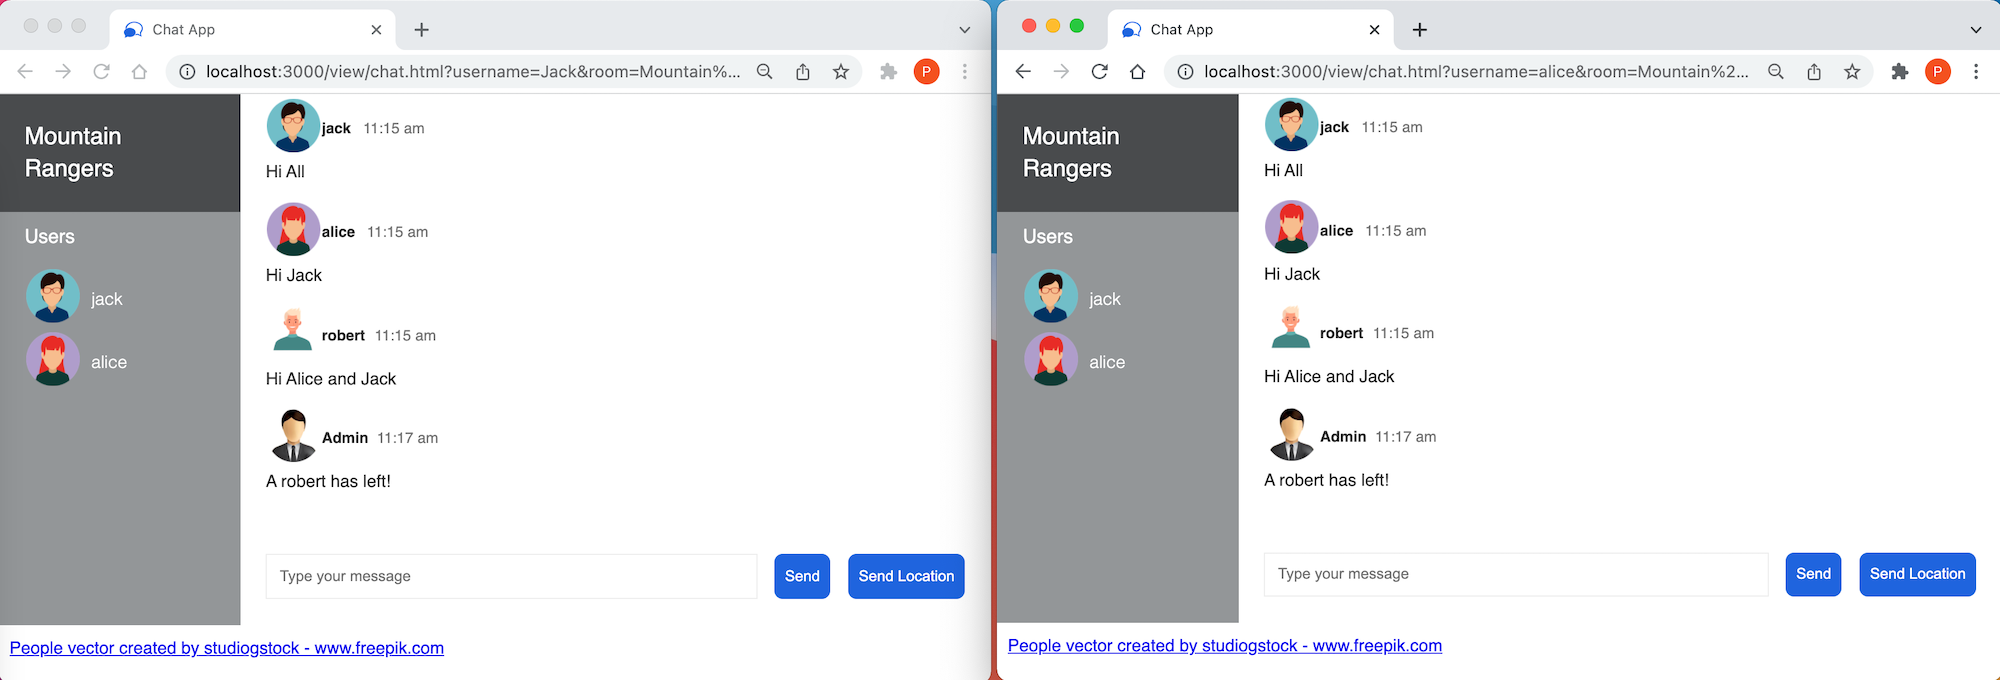 Chat App
localhost:3000/view/chat.html?username=Jack&room=Mountain%...
P
Mountain
Rangers
Users
jack
alice
jack 11:15 am
Hi All
alice 11:15 am
Hi Jack
robert 11:15 am
Hi Alice and Jack
Admin 11:17 am
A robert has left!
Type your message
Send
Send Location
People vector created by studiogstock - www.freepik.com
Chat App
localhost:3000/view/chat.html?username=alice&room=Mountain%2...
P
Mountain
Rangers
Users
jack
alice
jack 11:15 am
Hi All
alice 11:15 am
Hi Jack
robert 11:15 am
Hi Alice and Jack
Admin 11:17 am
A robert has left!
Type your message
Send
Send Location
People vector created by studiogstock - www.freepik.com